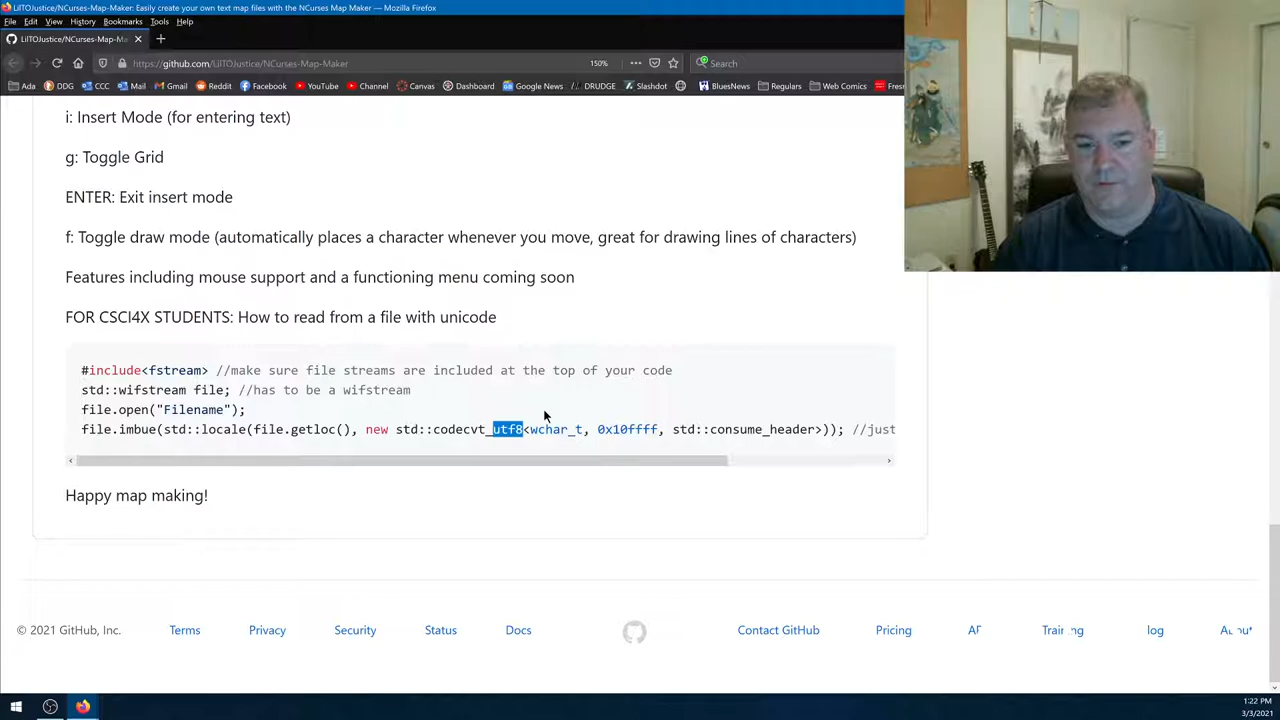 LilTOJustice/NCurses-Map-Maker: Easily create your own text map files with the NCurses Map Maker — Mozilla Firefox
File Edit View History Bookmarks Tools Help
LilTOJustice/NCurses-Map-Ma
https://github.com/LilTOJustice/NCurses-Map-Maker 150% Search
Ada DDG CCC Mail Gmail Reddit Facebook YouTube Channel Canvas Dashboard Google News DRUDGE Slashdot BluesNews Regulars Web Comics Fres
i: Insert Mode (for entering text)
g: Toggle Grid
ENTER: Exit insert mode
f: Toggle draw mode (automatically places a character whenever you move, great for drawing lines of characters)
Features including mouse support and a functioning menu coming soon
FOR CSCI4X STUDENTS: How to read from a file with unicode
#include<fstream> //make sure file streams are included at the top of your code
std::wifstream file; //has to be a wifstream
file.open("Filename");
file.imbue(std::locale(file.getloc(), new std::codecvt_utf8<wchar_t, 0x10ffff, std::consume_header>)); //just
Happy map making!
© 2021 GitHub, Inc. Terms Privacy Security Status Docs Contact GitHub Pricing
1:22 PM
3/3/2021